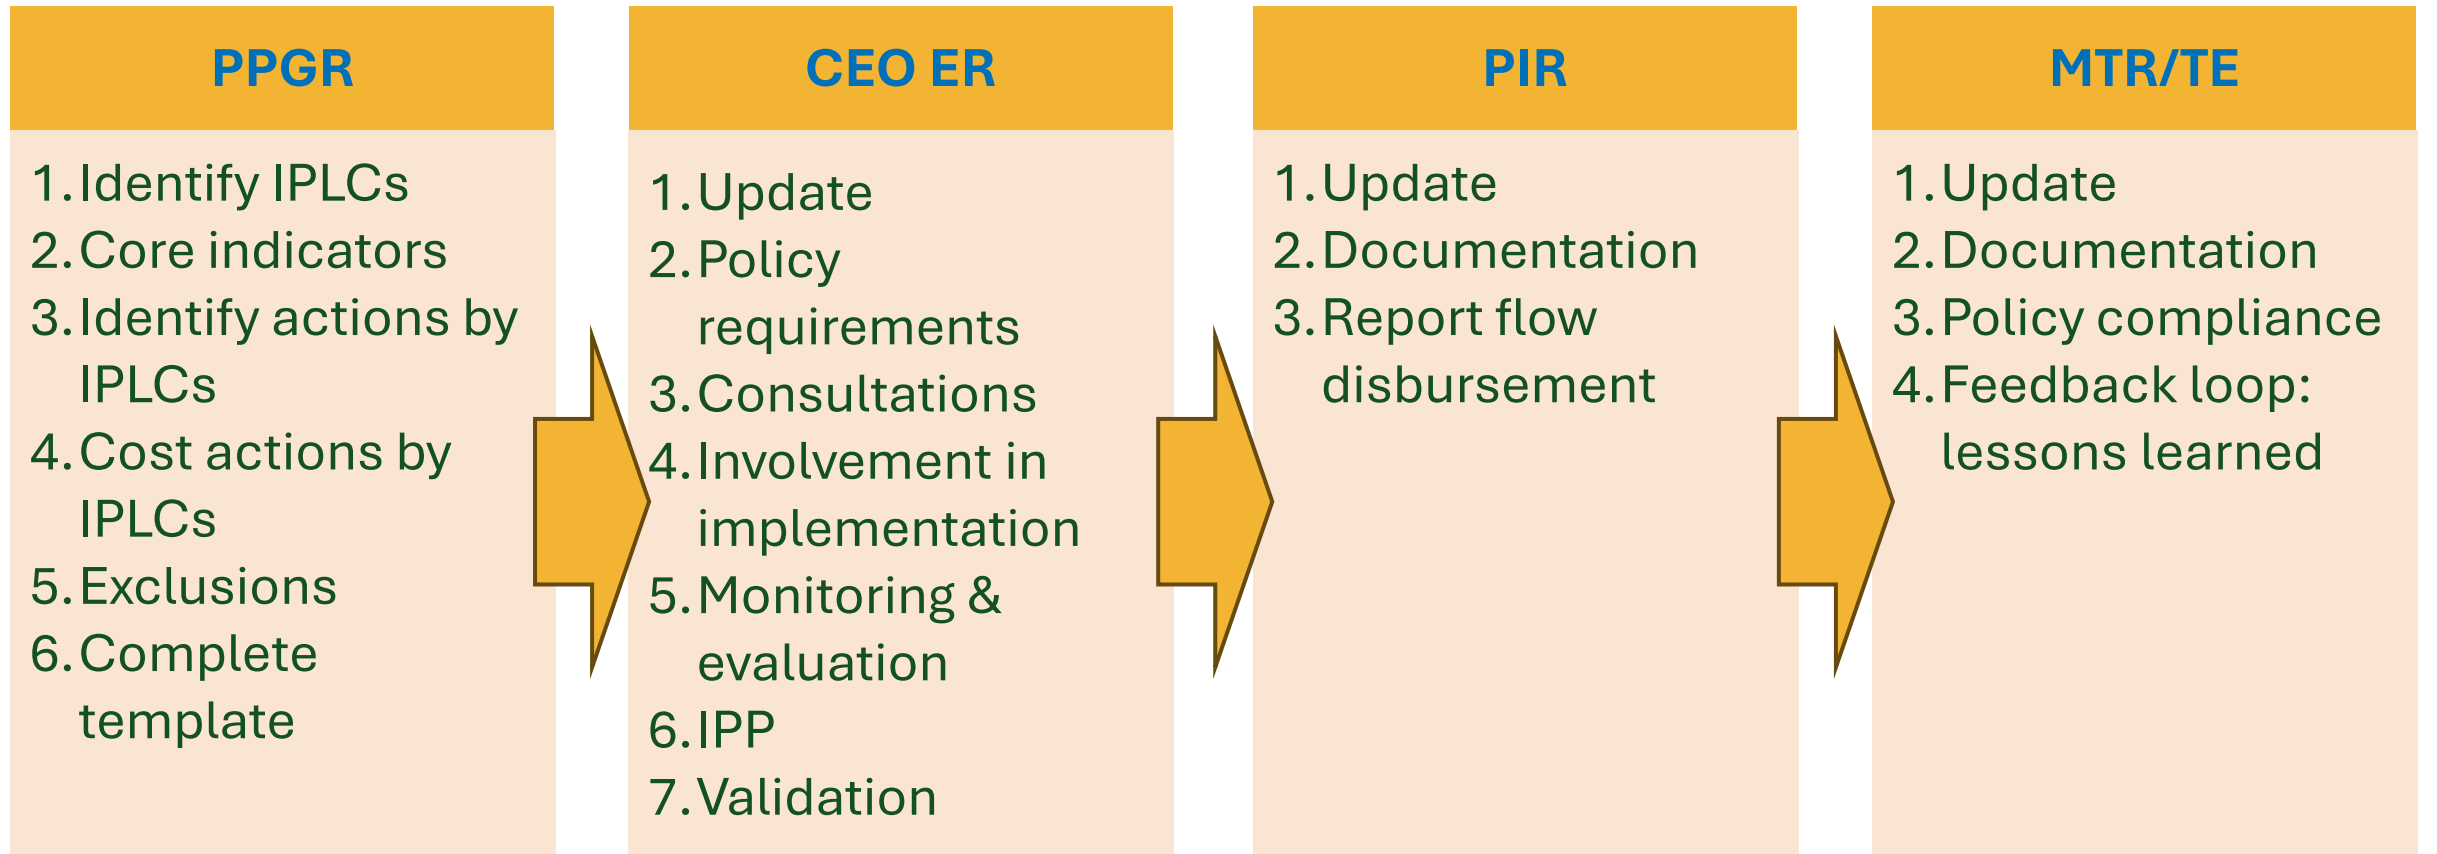 PPGR
1. Identify IPLCs
2. Core indicators
3. Identify actions by
IPLCs
4. Cost actions by
IPLCs
5. Exclusions
6. Complete
template
CEO ER
1. Update
2. Policy
requirements
3. Consultations
4. Involvement in
implementation
5. Monitoring &
evaluation
6. IPP
7. Validation
PIR
1. Update
2. Documentation
3. Report flow
disbursement
MTR/TE
1. Update
2. Documentation
3. Policy compliance
4. Feedback loop:
lessons learned